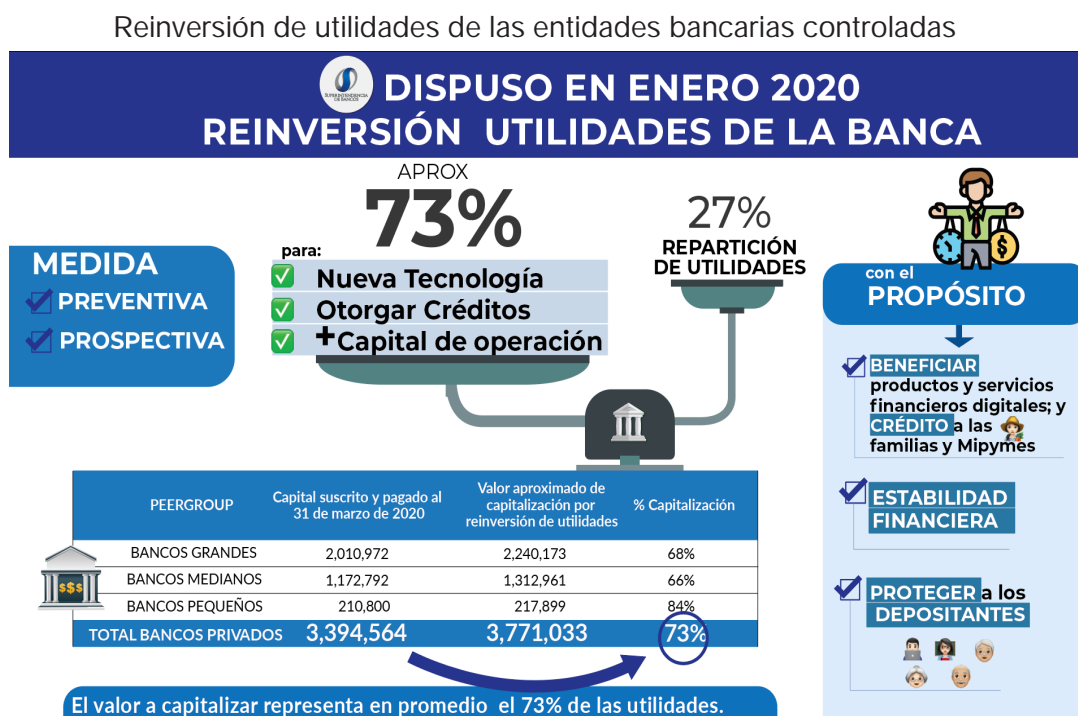 Reinversión de utilidades de las entidades bancarias controladas
SUPERINTENDENCIA
DE BANCOS
DISPUSO EN ENERO 2020
REINVERSIÓN UTILIDADES DE LA BANCA
APROX
73%
para:
Nueva Tecnología
Otorgar Créditos
+Capital de operación
27%
REPARTICIÓN
DE UTILIDADES
MEDIDA
PREVENTIVA
PROSPECTIVA
con el
PROPÓSITO
BENEFICIAR
productos y servicios
financieros digitales; y
CRÉDITO a las
familias y Mipymes
ESTABILIDAD
FINANCIERA
PROTEGER a los
DEPOSITANTES
PEERGROUP Capital suscrito y pagado al 31 de marzo de 2020 Valor aproximado de capitalización por reinversión de utilidades % Capitalización
BANCOS GRANDES 2,010,972 2,240,173 68%
BANCOS MEDIANOS 1,172,792 1,312,961 66%
BANCOS PEQUEÑOS 210,800 217,899 84%
TOTAL BANCOS PRIVADOS 3,394,564 3,771,033 73%
$$$
El valor a capitalizar representa en promedio el 73% de las utilidades.